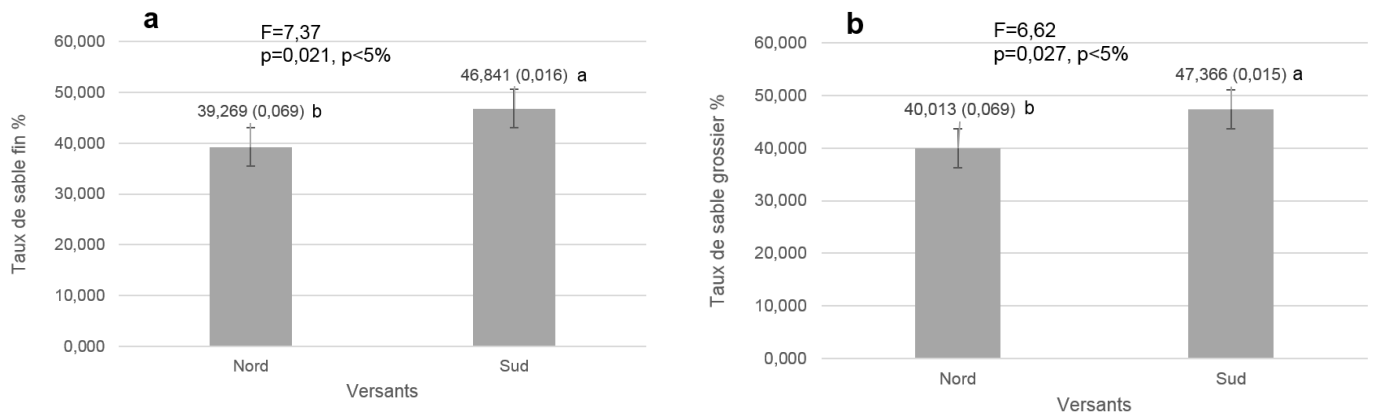 a
F=7,37
p=0,021, p<5%
60,000
50,000
40,000
30,000
20,000
10,000
0,000
Taux de sable fin %
39,269 (0,069) b
46,841 (0,016) a
Nord
Sud
Versants
b
F=6,62
p=0,027, p<5%
60,000
50,000
40,000
30,000
20,000
10,000
0,000
Taux de sable grossier %
40,013 (0,069) b
47,366 (0,015) a
Nord
Sud
Versants